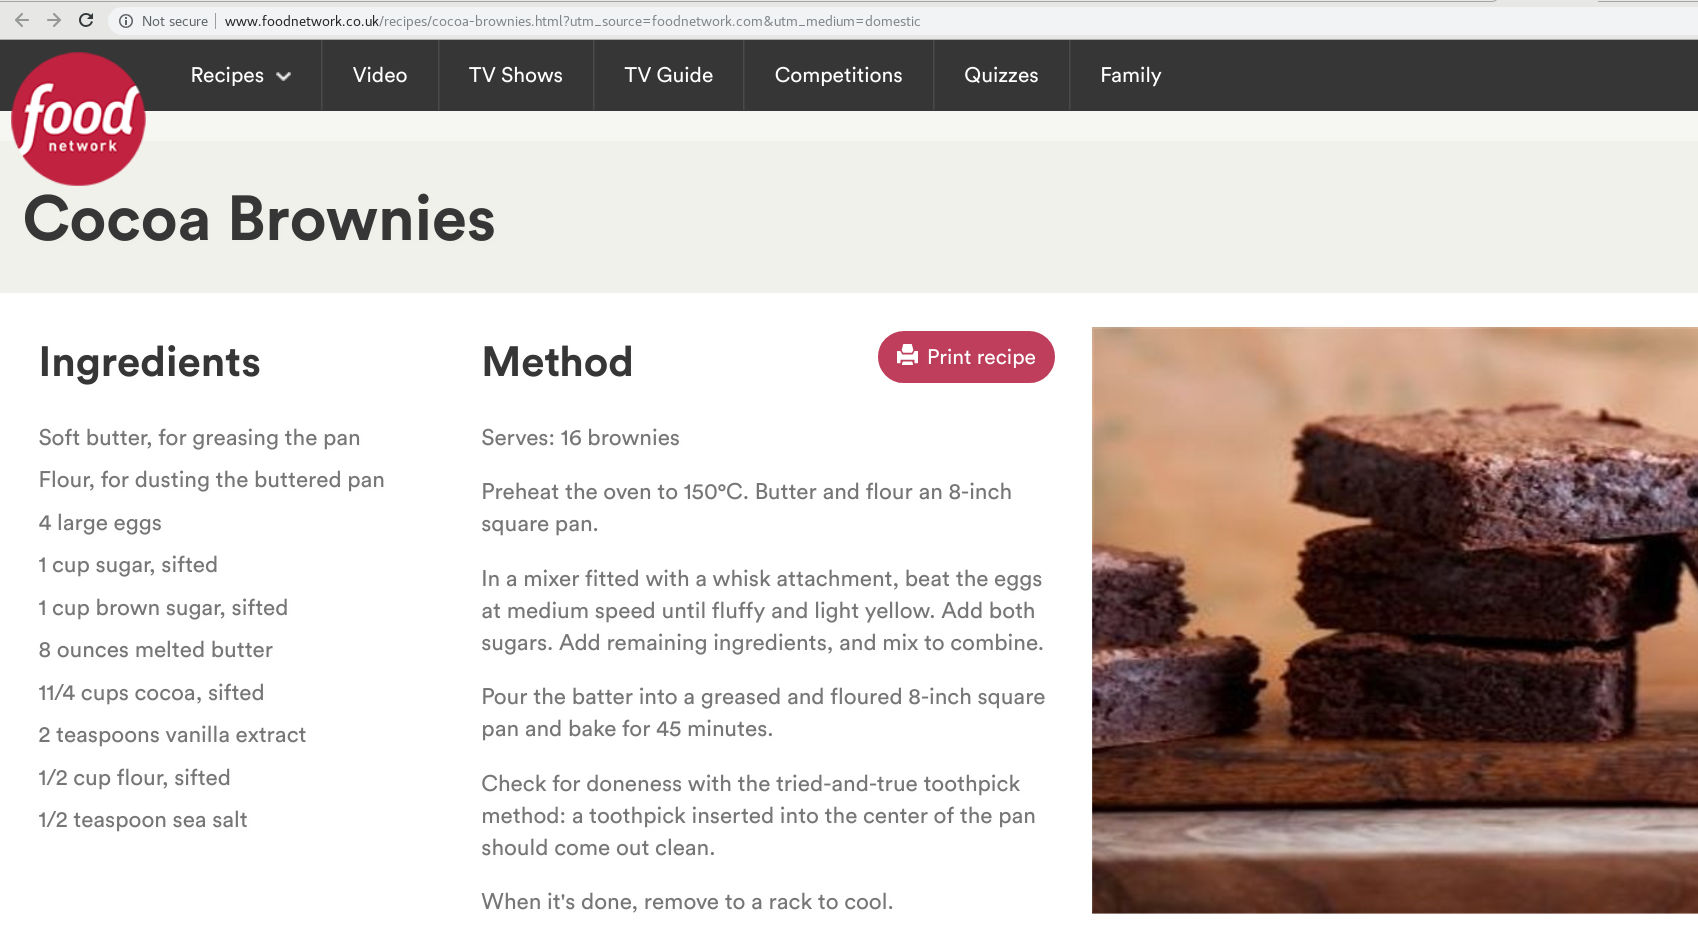 Not secure www.foodnetwork.co.uk/recipes/cocoa-brownies.html?utm_source=foodnetwork.com&utm_medium=domestic
food
network
Recipes Video TV Shows TV Guide Competitions Quizzes Family
Cocoa Brownies
Ingredients
Soft butter, for greasing the pan
Flour, for dusting the buttered pan
4 large eggs
1 cup sugar, sifted
1 cup brown sugar, sifted
8 ounces melted butter
11/4 cups cocoa, sifted
2 teaspoons vanilla extract
1/2 cup flour, sifted
1/2 teaspoon sea salt
Method
Print recipe
Serves: 16 brownies
Preheat the oven to 150°C. Butter and flour an 8-inch
square pan.
In a mixer fitted with a whisk attachment, beat the eggs
at medium speed until fluffy and light yellow. Add both
sugars. Add remaining ingredients, and mix to combine.
Pour the batter into a greased and floured 8-inch square
pan and bake for 45 minutes.
Check for doneness with the tried-and-true toothpick
method: a toothpick inserted into the center of the pan
should come out clean.
When it's done, remove to a rack to cool.